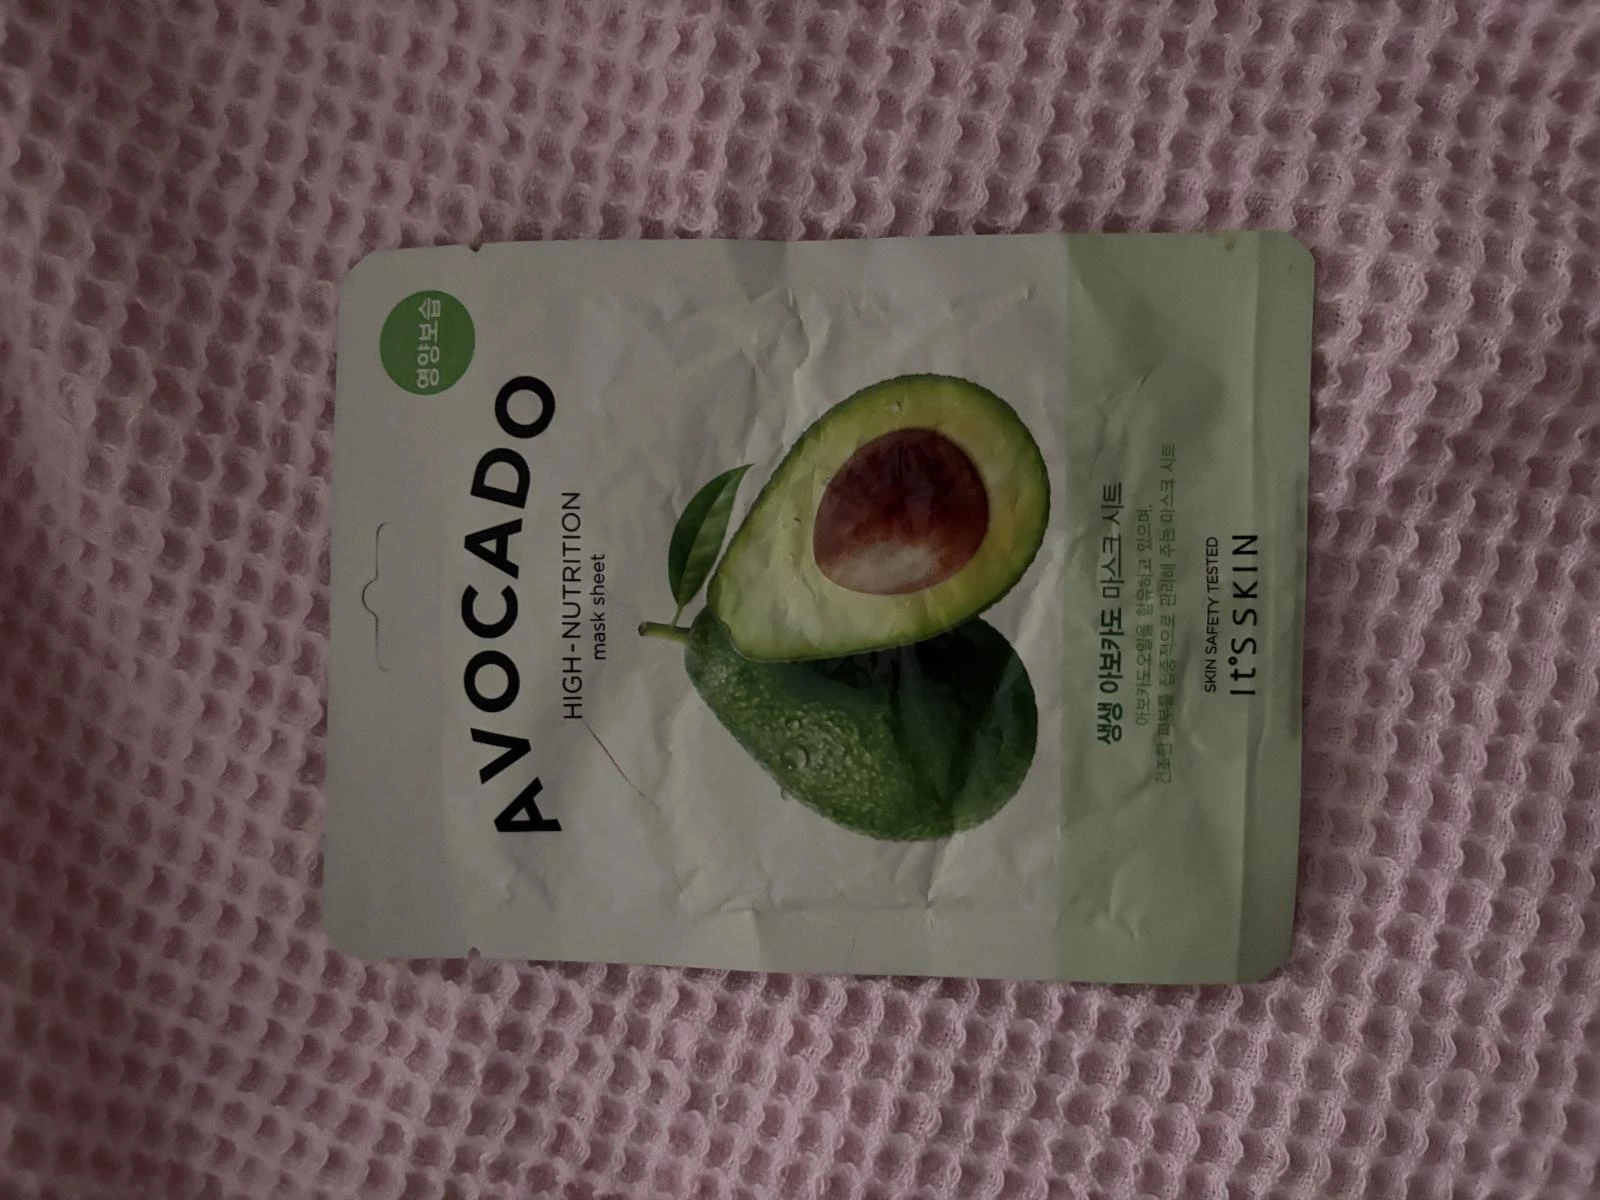 영양보습
AVOCADO
HIGH-NUTRITION
mask sheet
생생 아보카도 마스크 시트
아보카도오일을 함유하고 있으며,
건조한 피부를 집중적으로 관리해 주는 마스크 시트
SKIN SAFETY TESTED
It'S SKIN